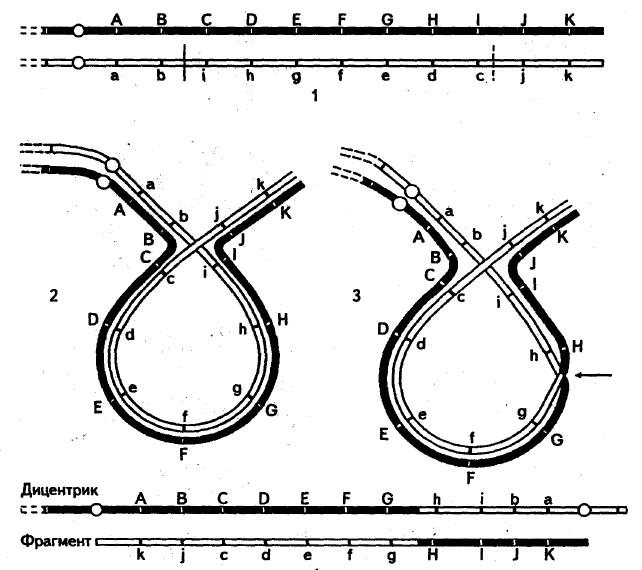 A B C D E F G H I J K
a b i h g f e d c j k
1
a k
A b j K
B J
C I
c i
2
D H
d h
e g
E G
f
F
a k
A b j K
B J
C I
c i
3
D H
d h
e g
E G
f
F
Дицентрик A B C D E F G h i b a
Фрагмент k j c d e f g H I J K